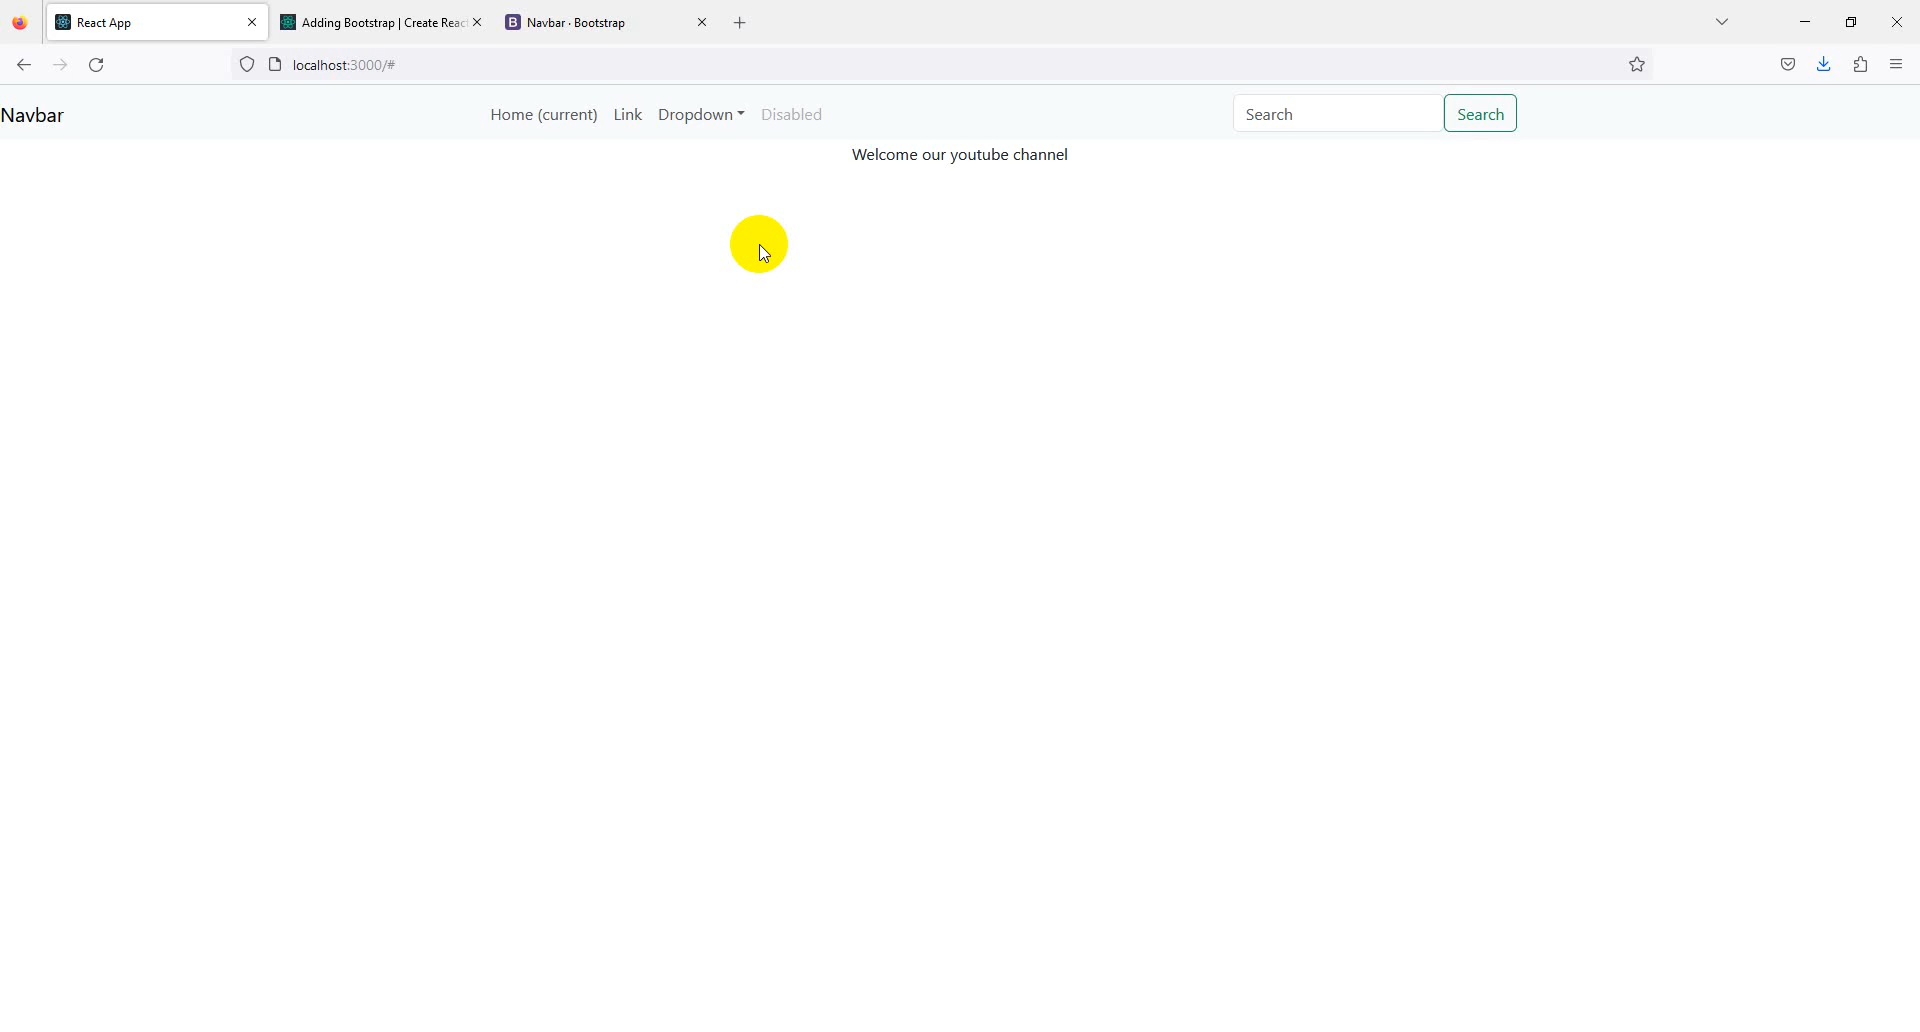 React App
Adding Bootstrap | Create Reac
Navbar · Bootstrap
localhost:3000/#
Navbar
Home (current)
Link
Dropdown
Disabled
Search
Search
Welcome our youtube channel